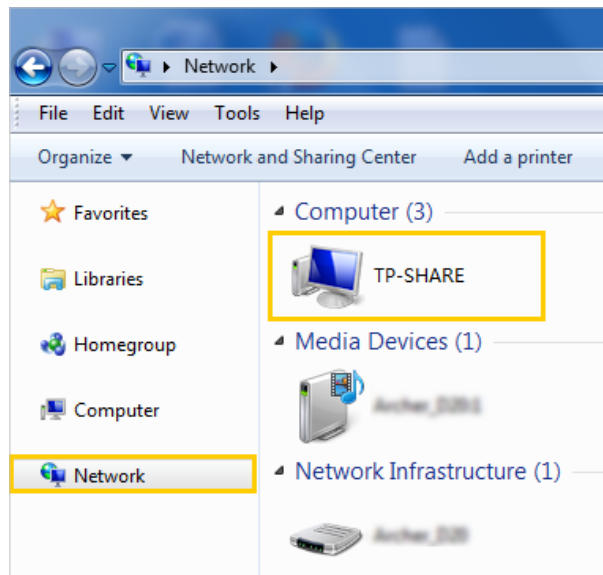 Network
File Edit View Tools Help
Organize Network and Sharing Center Add a printer
Favorites
Libraries
Homegroup
Computer
Network
Computer (3)
TP-SHARE
Media Devices (1)
Network Infrastructure (1)